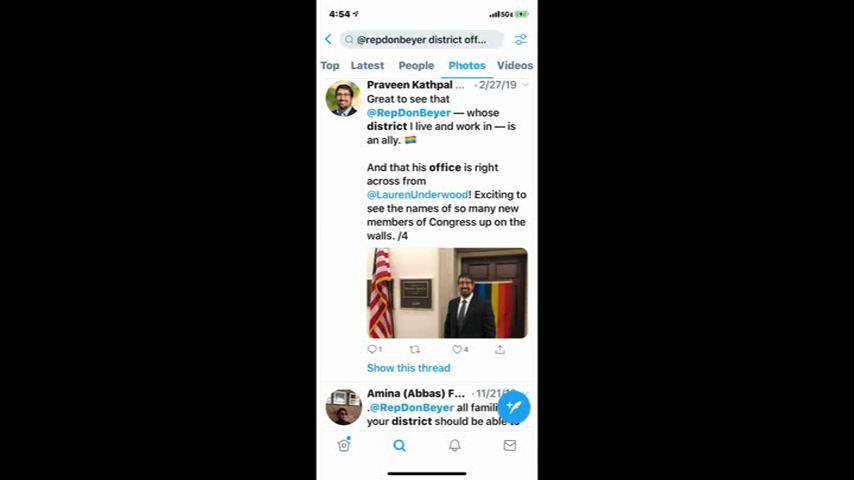 4:54
5G
@repdonbeyer district off...
Top Latest People Photos Videos
Praveen Kathpal ... · 2/27/19
Great to see that
@RepDonBeyer — whose
district I live and work in — is
an ally.
And that his office is right
across from
@LaurenUnderwood! Exciting to
see the names of so many new
members of Congress up on the
walls. /4
1 4
Show this thread
Amina (Abbas) F... · 11/21/
.@RepDonBeyer all famili
your district should be able